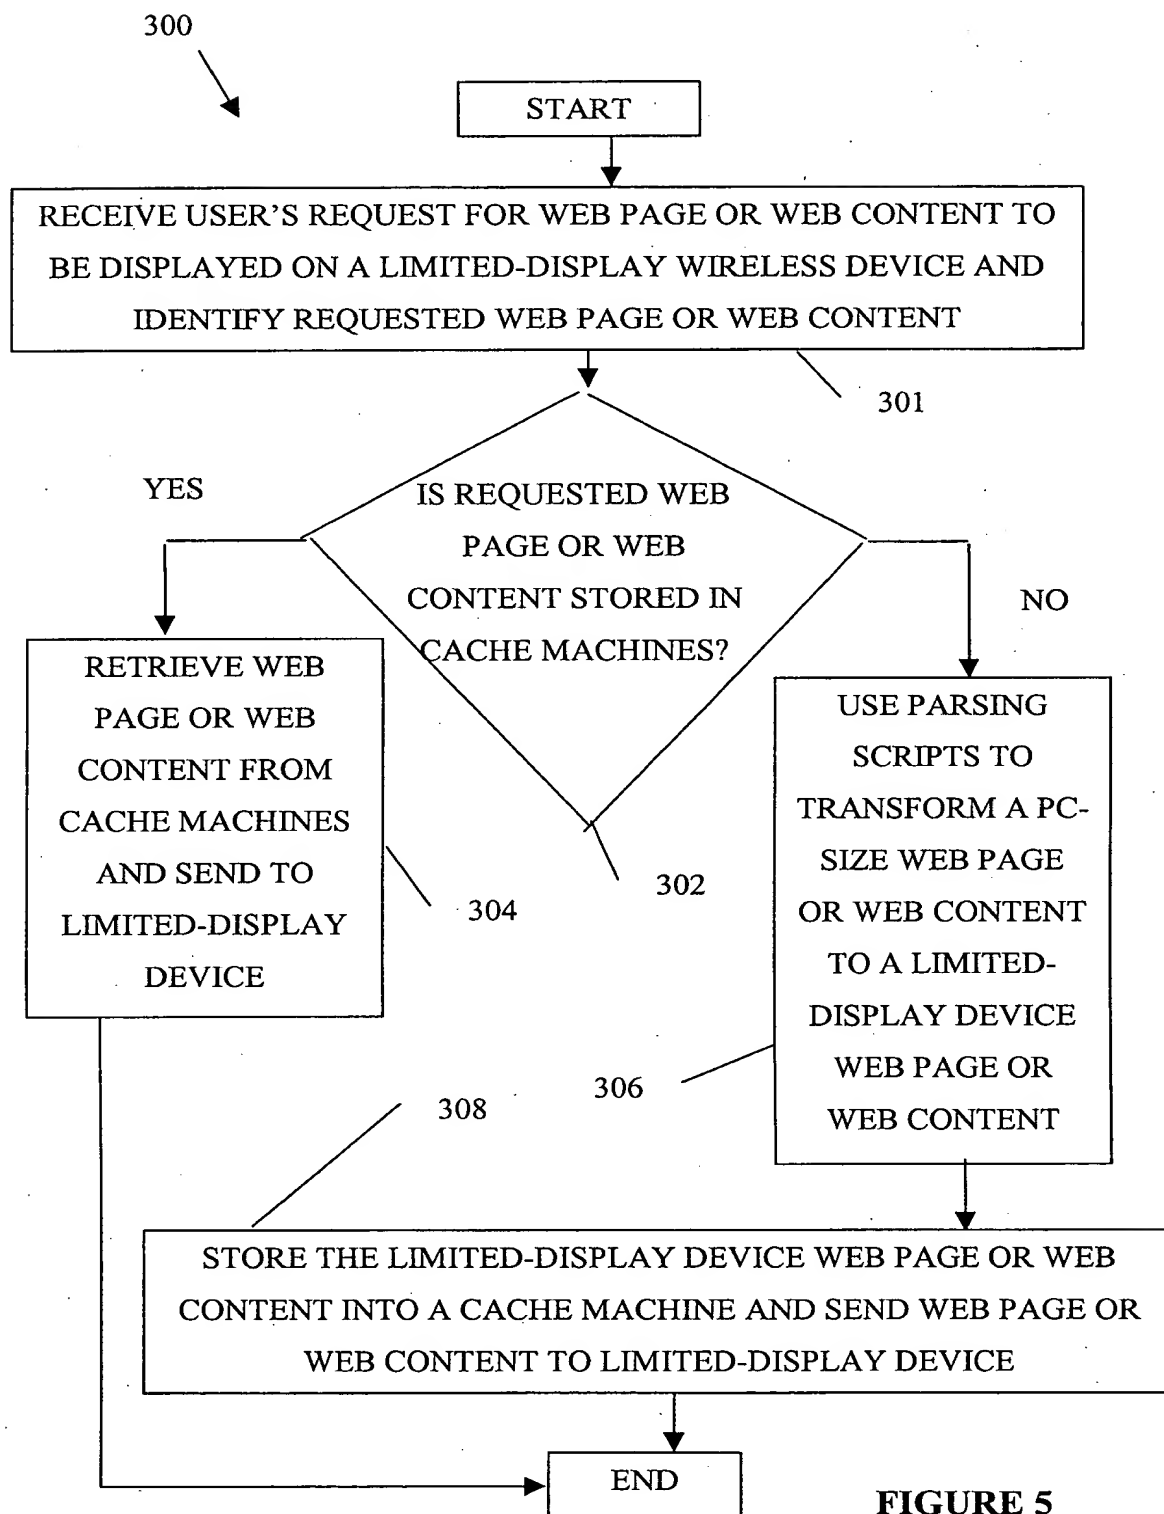 300
START
RECEIVE USER'S REQUEST FOR WEB PAGE OR WEB CONTENT TO
BE DISPLAYED ON A LIMITED-DISPLAY WIRELESS DEVICE AND
IDENTIFY REQUESTED WEB PAGE OR WEB CONTENT
301
YES
IS REQUESTED WEB
PAGE OR WEB
CONTENT STORED IN
CACHE MACHINES?
NO
302
RETRIEVE WEB
PAGE OR WEB
CONTENT FROM
CACHE MACHINES
AND SEND TO
LIMITED-DISPLAY
DEVICE
304
USE PARSING
SCRIPTS TO
TRANSFORM A PC-
SIZE WEB PAGE
OR WEB CONTENT
TO A LIMITED-
DISPLAY DEVICE
WEB PAGE OR
WEB CONTENT
306
308
STORE THE LIMITED-DISPLAY DEVICE WEB PAGE OR WEB
CONTENT INTO A CACHE MACHINE AND SEND WEB PAGE OR
WEB CONTENT TO LIMITED-DISPLAY DEVICE
END
FIGURE 5